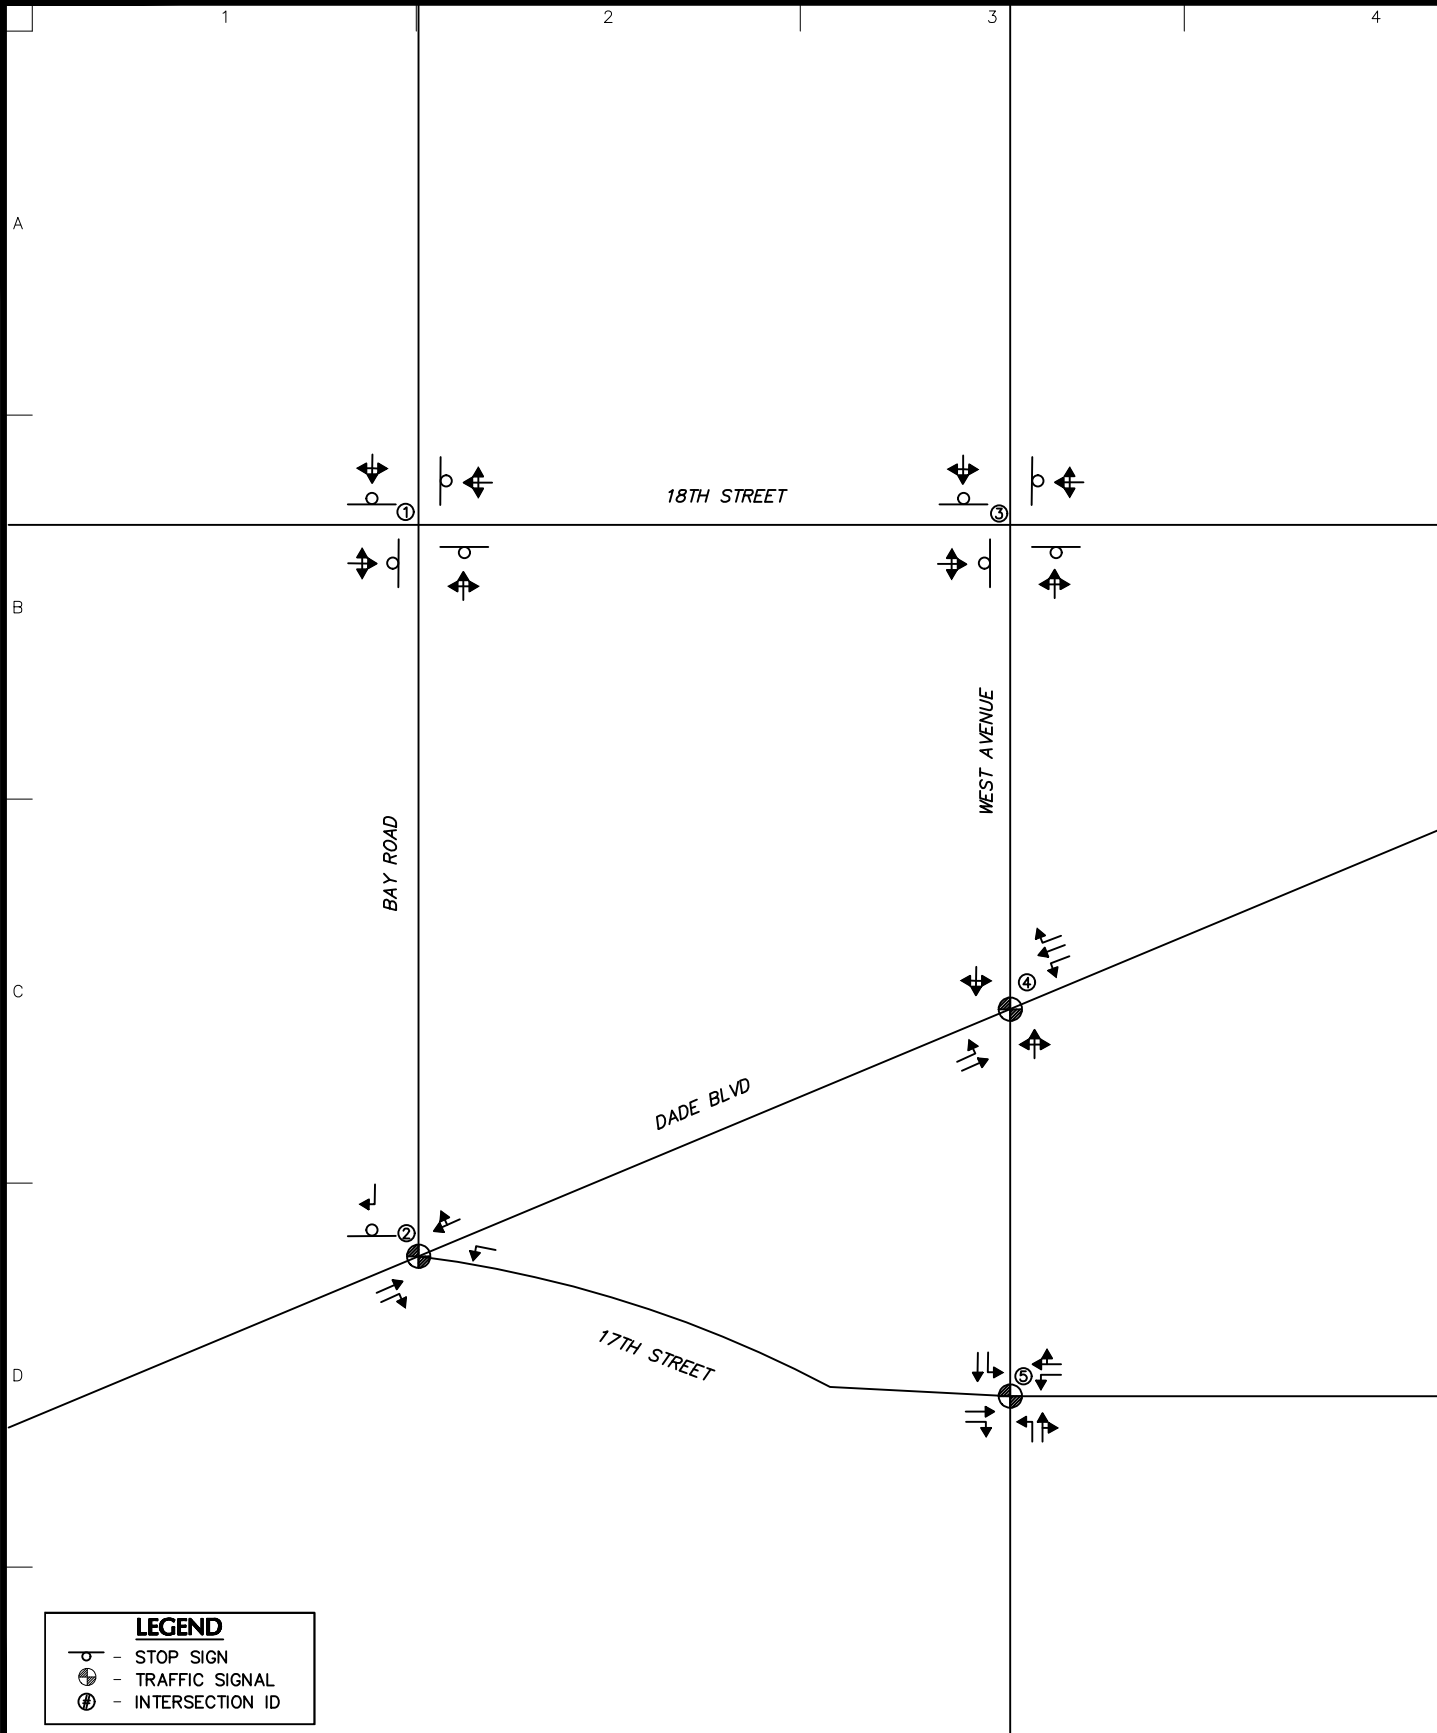 1 2 3 4
A
18TH STREET
1
3
B
WEST AVENUE
BAY ROAD
C
4
DADE BLVD
2
17TH STREET
D
5
LEGEND
- STOP SIGN
- TRAFFIC SIGNAL
# - INTERSECTION ID